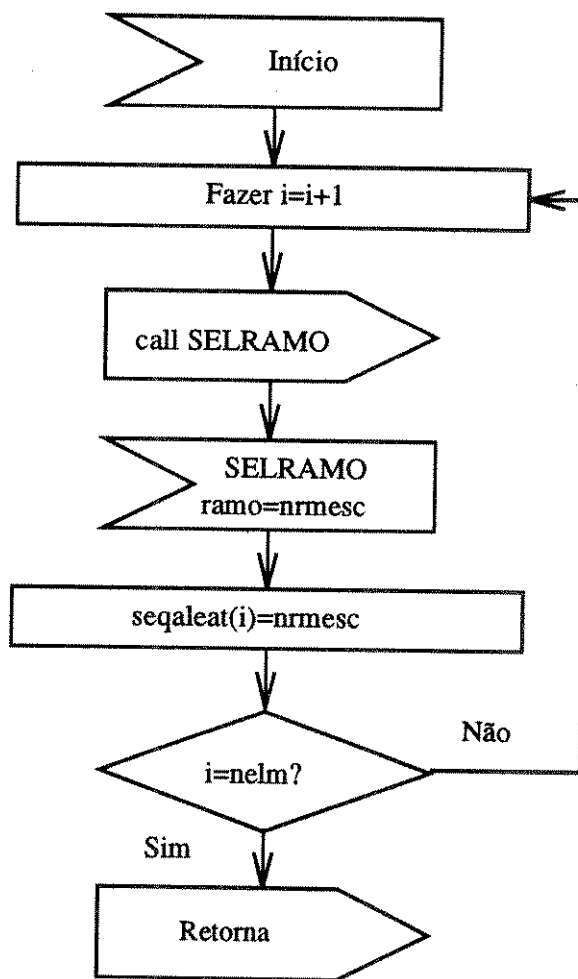 Início
Fazer i=i+1
call SELRAMO
SELRAMO
ramo=nrmesc
seqaleat(i)=nrmesc
i=nelm?
Não
Sim
Retorna